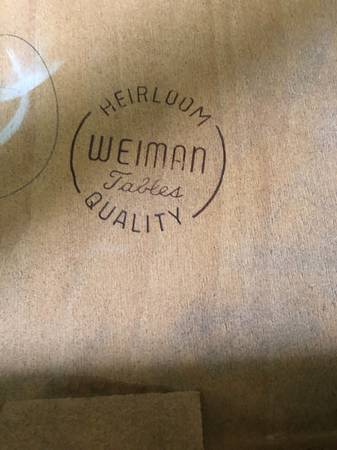 HEIRLOOM
WEIMAN
Tables
QUALITY